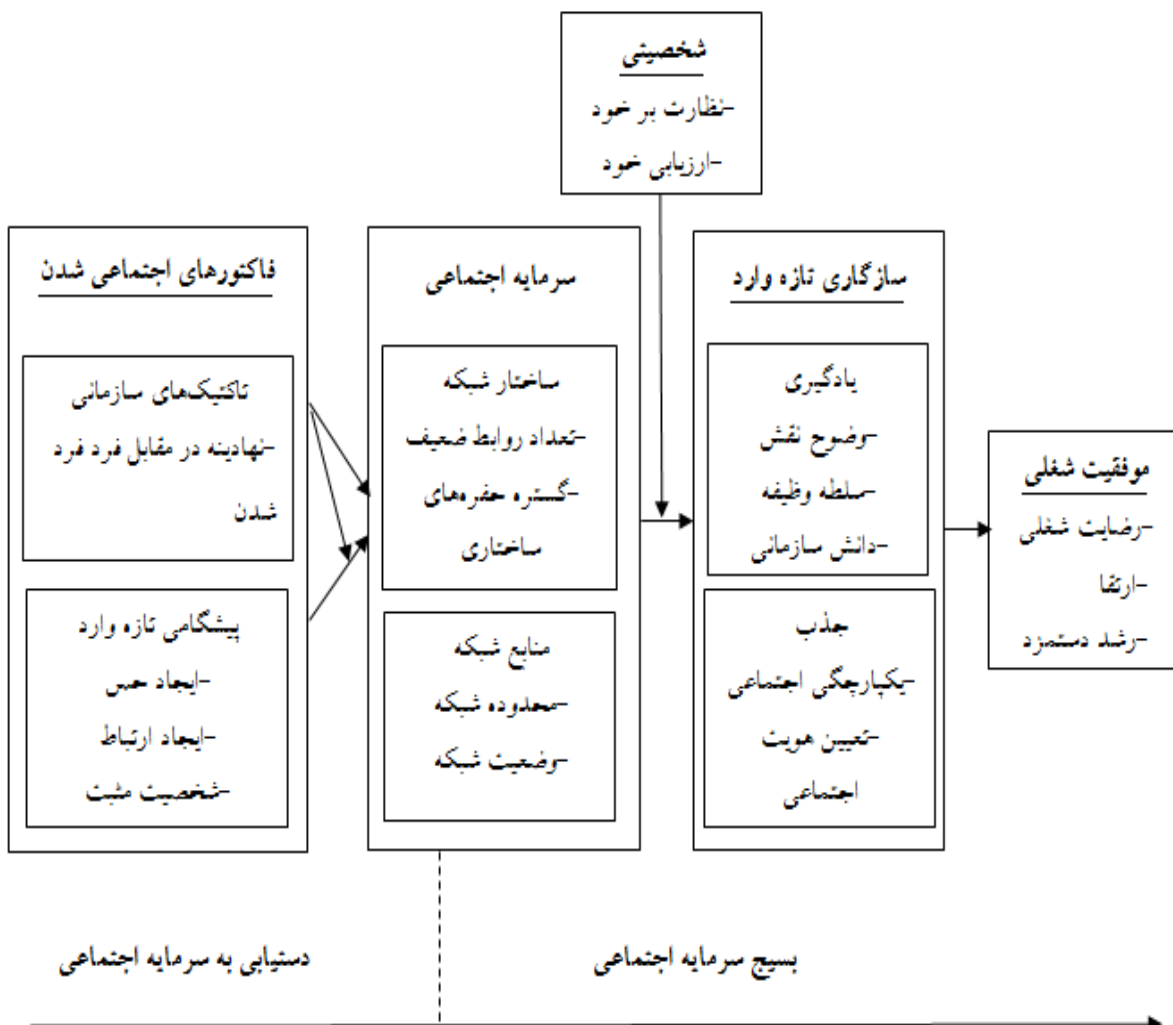 شخصیتی
-نظارت بر خود
-ارزیابی خود
فاکتورهای اجتماعی شدن
تاکتیک‌های سازمانی
-نهادینه در مقابل فرد فرد
شدن
پیشگامی تازه وارد
-ایجاد حس
-ایجاد ارتباط
-شخصیت مثبت
سرمایه اجتماعی
ساختار شبکه
-تعداد روابط ضعیف
-گستره حفره‌های
ساختاری
منابع شبکه
-محدوده شبکه
-وضعیت شبکه
سازگاری تازه وارد
یادگیری
-وضوح نقش
-سلطه وظیفه
-دانش سازمانی
جذب
-یکپارچگی اجتماعی
-تعیین هویت
اجتماعی
موفقیت شغلی
-رضایت شغلی
-ارتقا
-رشد دستمزد
دستیابی به سرمایه اجتماعی
بسیج سرمایه اجتماعی